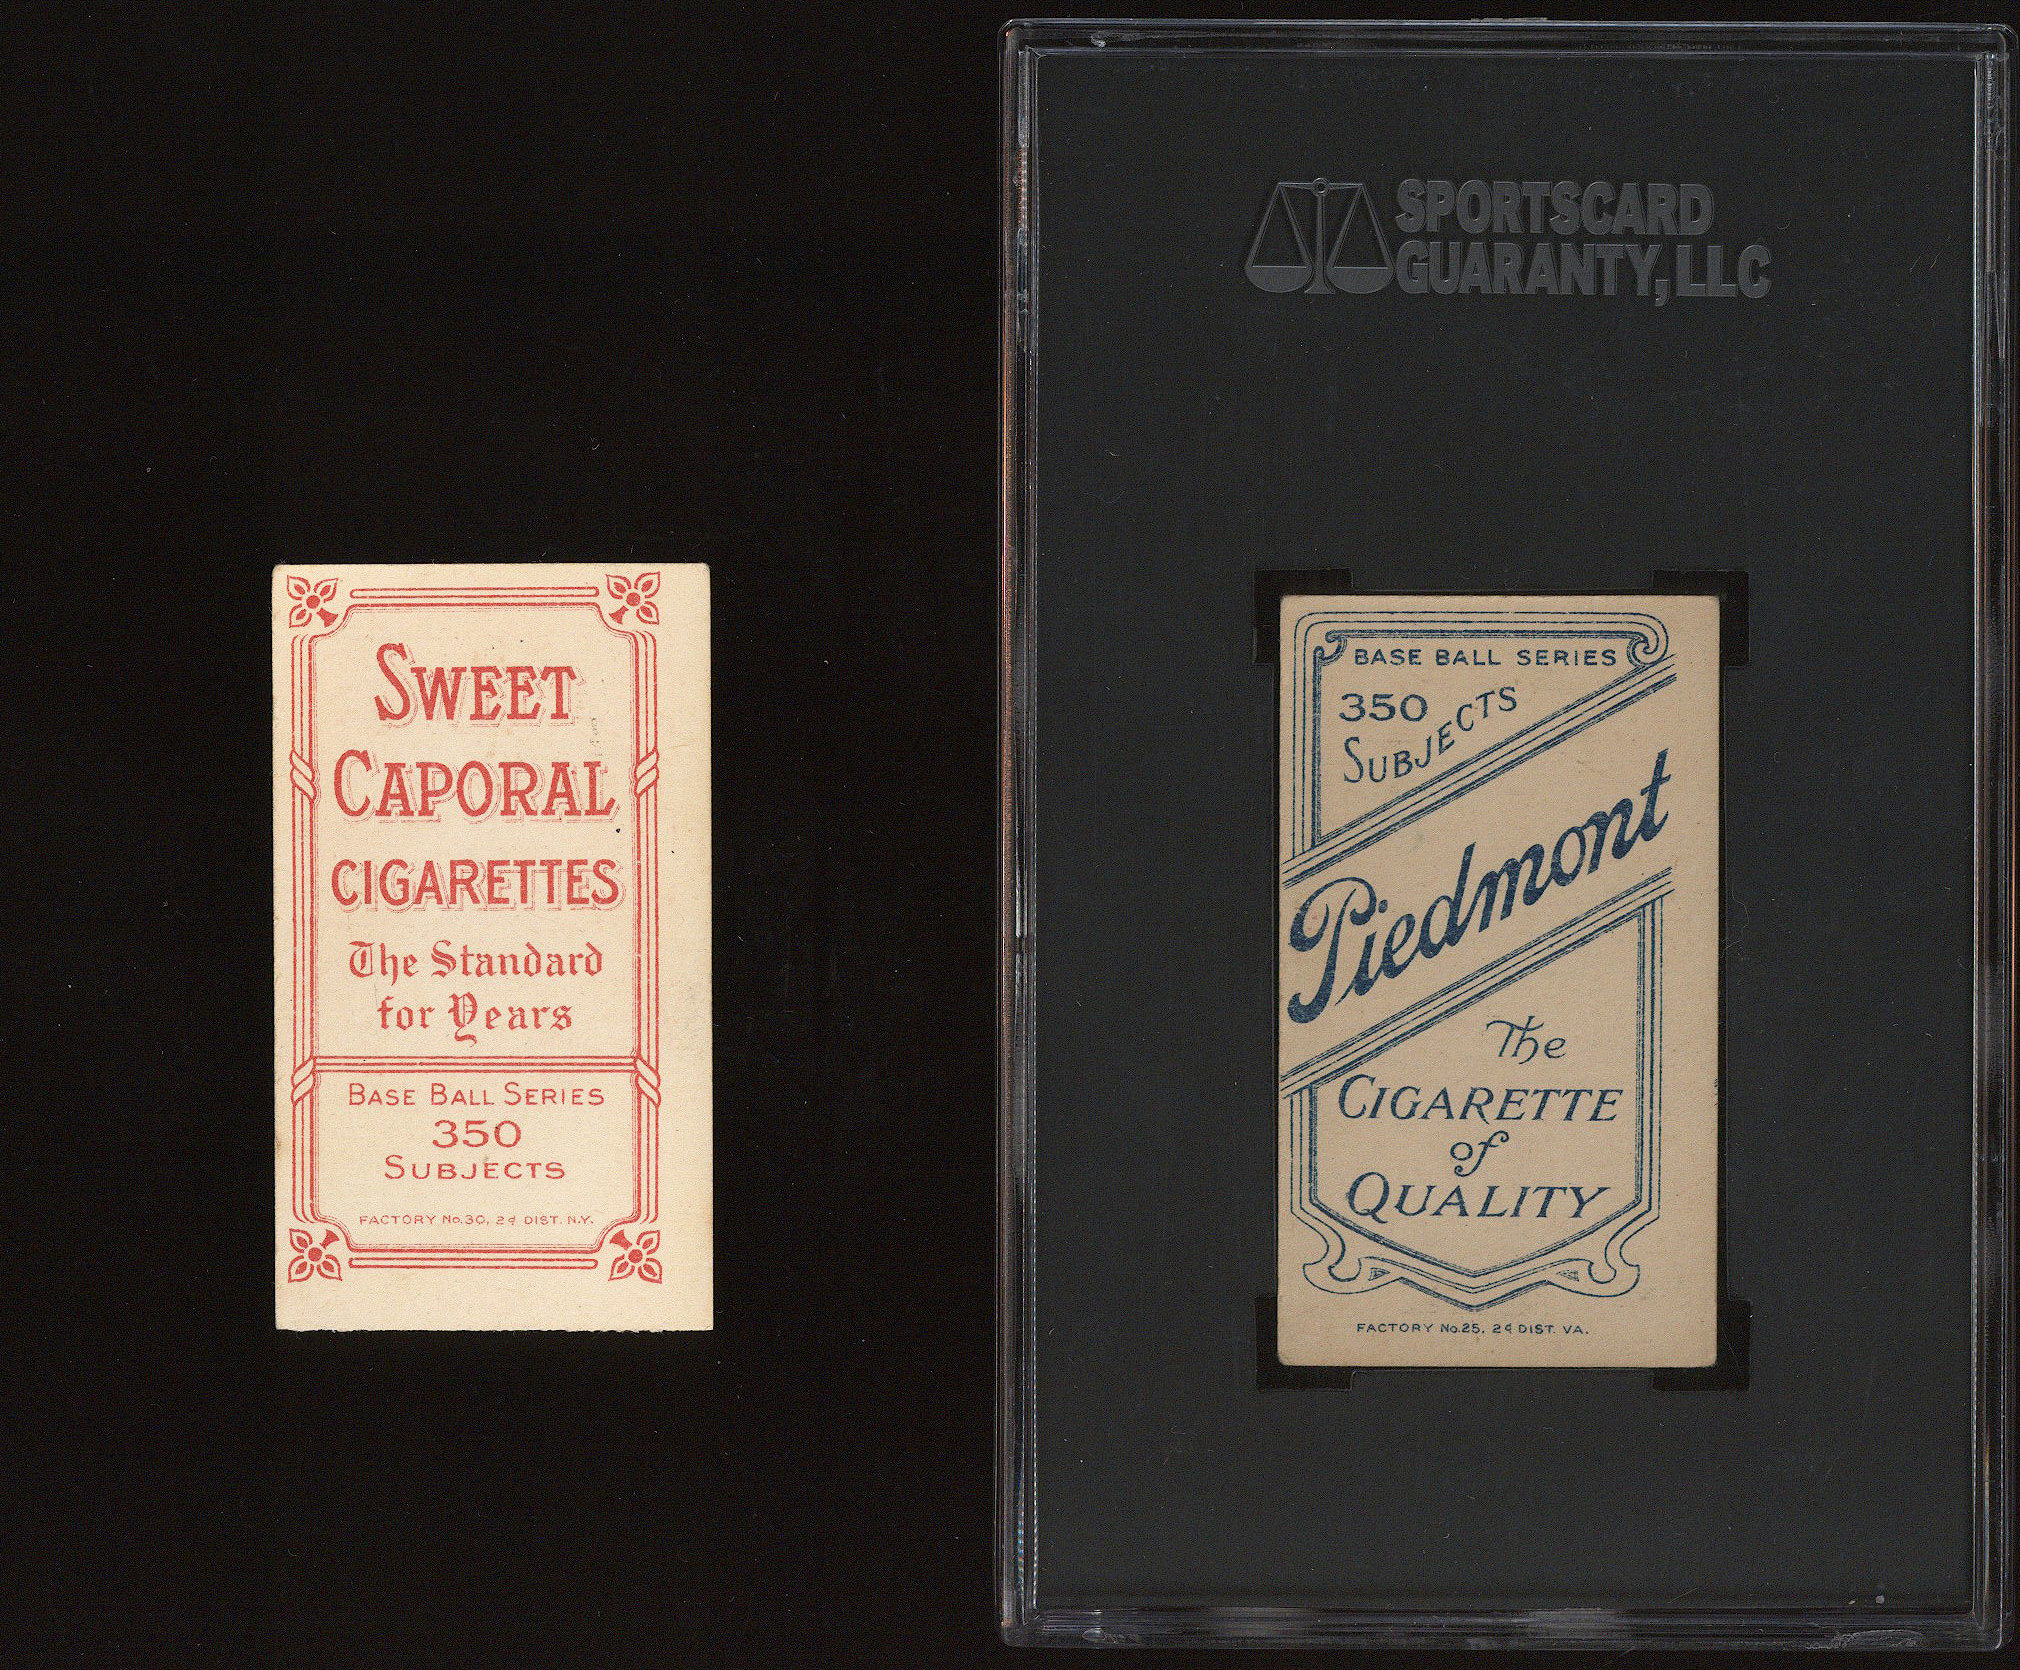 SWEET
CAPORAL
CIGARETTES
The Standard
for Years
BASE BALL SERIES
350
SUBJECTS
FACTORY No.30, 2d DIST. N.Y.
SPORTSCARD
GUARANTY, LLC
BASE BALL SERIES
350
SUBJECTS
Piedmont
The
CIGARETTE
of
QUALITY
FACTORY No.25, 2d DIST. VA.